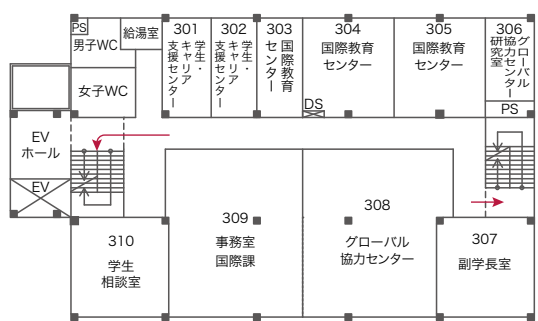 PS
男子WC
給湯室
301
学生・
キャリア
支援センター
302
学生・
キャリア
支援センター
303
国際教育
センター
304
国際教育
センター
305
国際教育
センター
306
グローバル
協力センター
研究室
女子WC
DS
PS
EV
ホール
EV
310
学生
相談室
309
事務室
国際課
308
グローバル
協力センター
307
副学長室